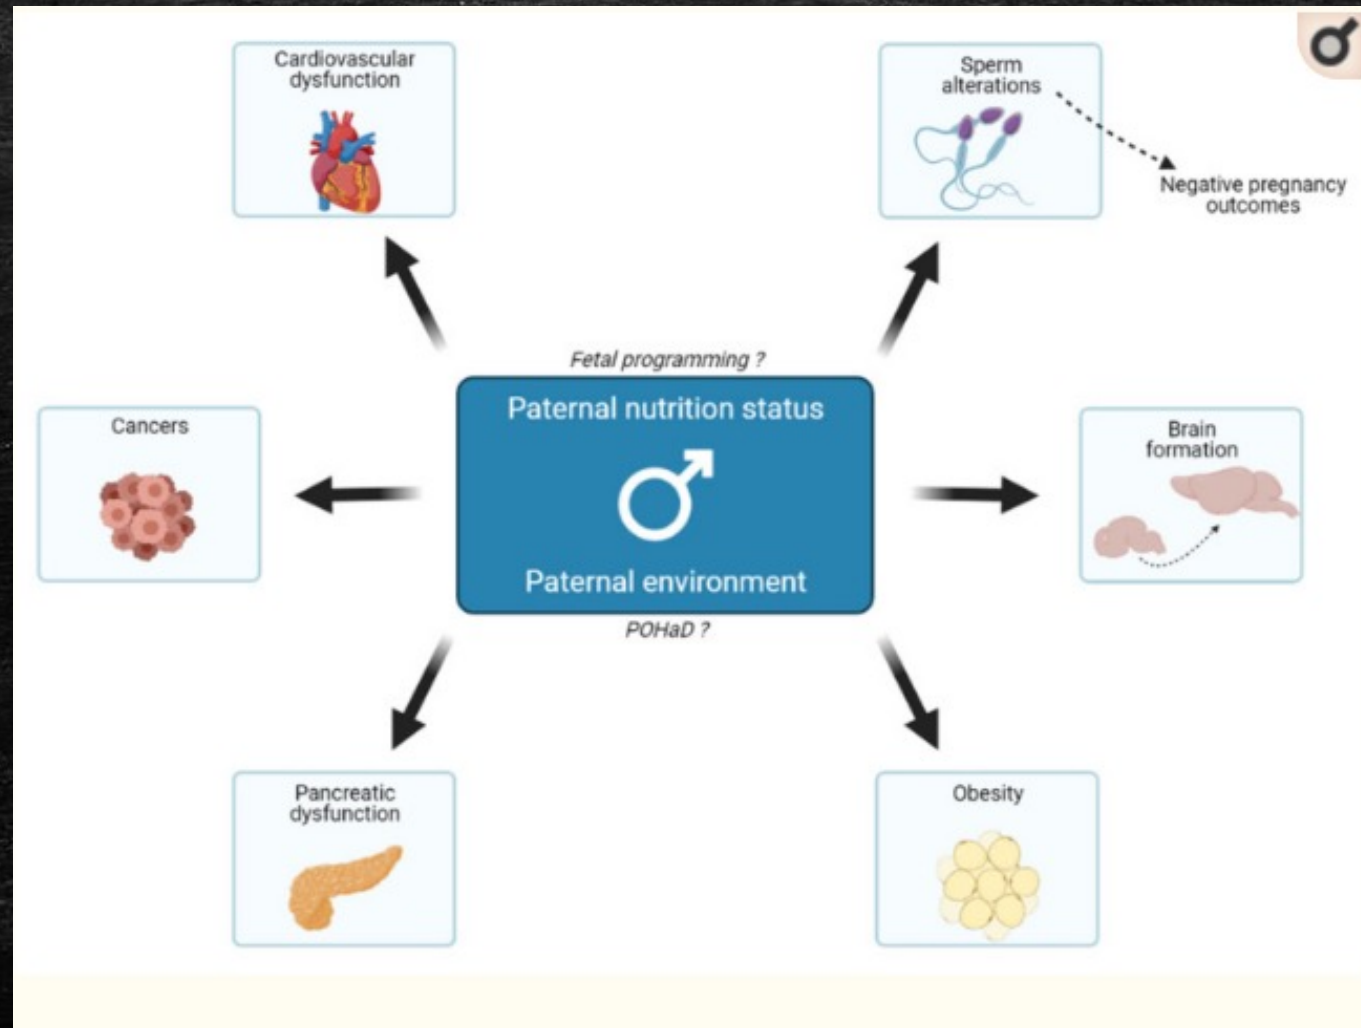 Cardiovascular
dysfunction
Sperm
alterations
Negative pregnancy
outcomes
Fetal programming ?
Cancers
Paternal nutrition status
Brain
formation
Paternal environment
POHaD ?
Pancreatic
dysfunction
Obesity